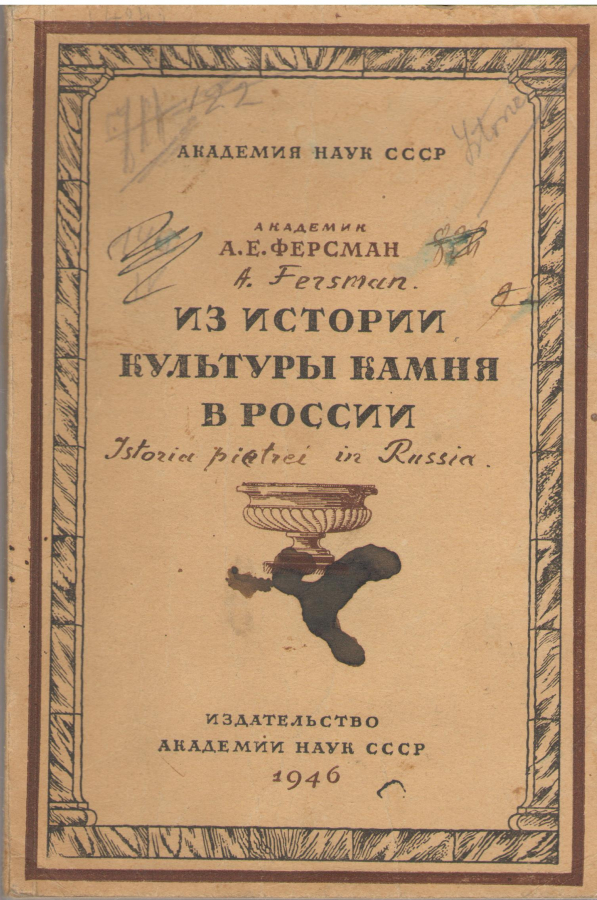 АКАДЕМИЯ НАУК СССР
АКАДЕМИК
А.Е.ФЕРСМАН
A. Fersman.
ИЗ ИСТОРИИ
КУЛЬТУРЫ КАМНЯ
В РОССИИ
Istoria pietrei in Russia.
ИЗДАТЕЛЬСТВО
АКАДЕМИИ НАУК СССР
1946